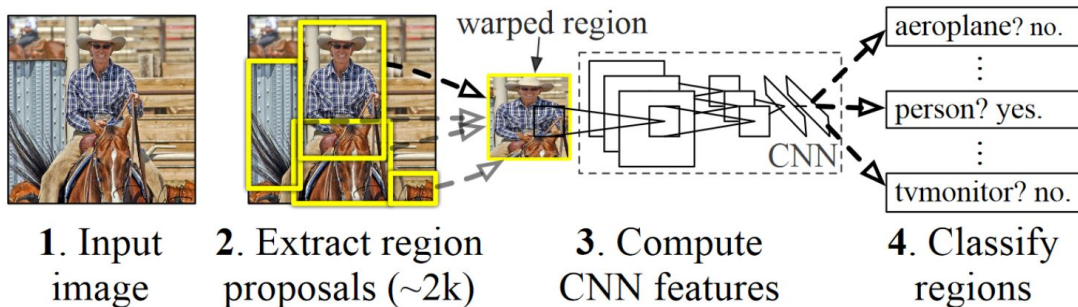 warped region
aeroplane? no.
person? yes.
CNN
tvmonitor? no.
1. Input
image
2. Extract region
proposals (~2k)
3. Compute
CNN features
4. Classify
regions